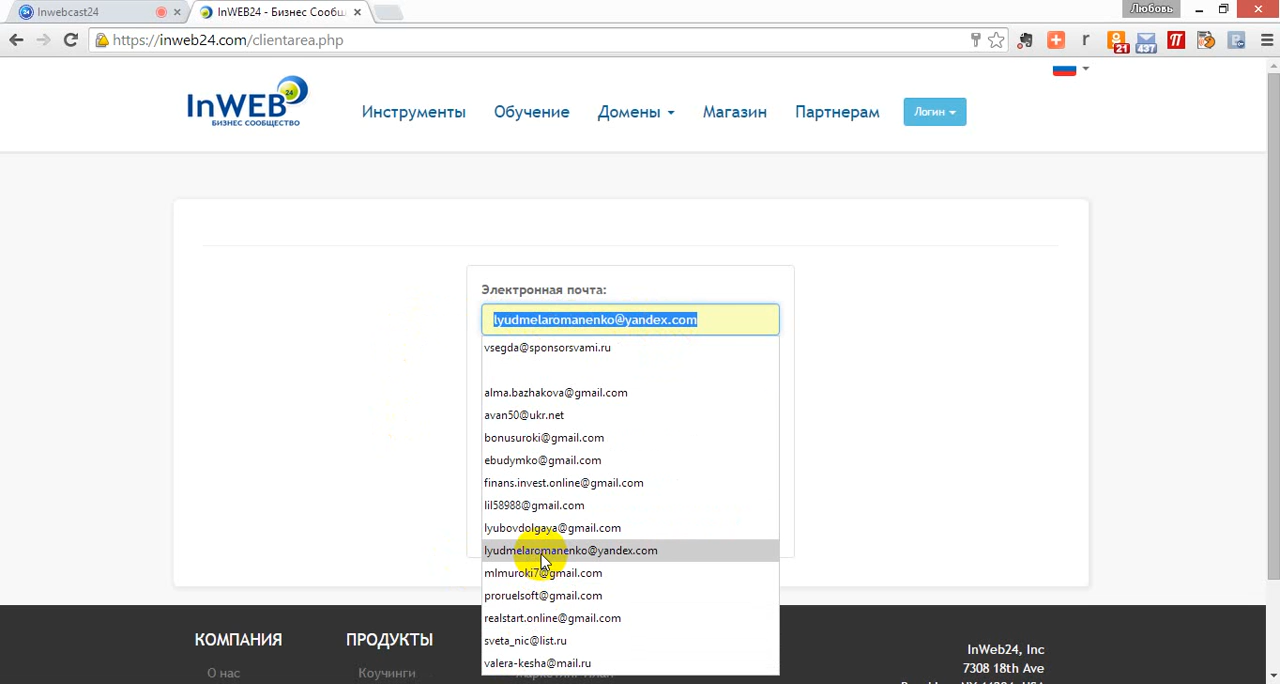 Inwebcast24
InWEB24 - Бизнес Сообщ
Любовь
https://inweb24.com/clientarea.php
21
437
InWEB 24
БИЗНЕС СООБЩЕСТВО
Инструменты
Обучение
Домены
Магазин
Партнерам
Логин
Электронная почта:
lyudmelaromanenko@yandex.com
vsegda@sponsorsvami.ru
alma.bazhakova@gmail.com
avan50@ukr.net
bonusuroki@gmail.com
ebudymko@gmail.com
finans.invest.online@gmail.com
lil58988@gmail.com
lyubovdolgaya@gmail.com
lyudmelaromanenko@yandex.com
mlmuroki7@gmail.com
proruelsoft@gmail.com
realstart.online@gmail.com
sveta_nic@list.ru
valera-kesha@mail.ru
КОМПАНИЯ
ПРОДУКТЫ
О нас
Коучинги
InWeb24, Inc
7308 18th Ave